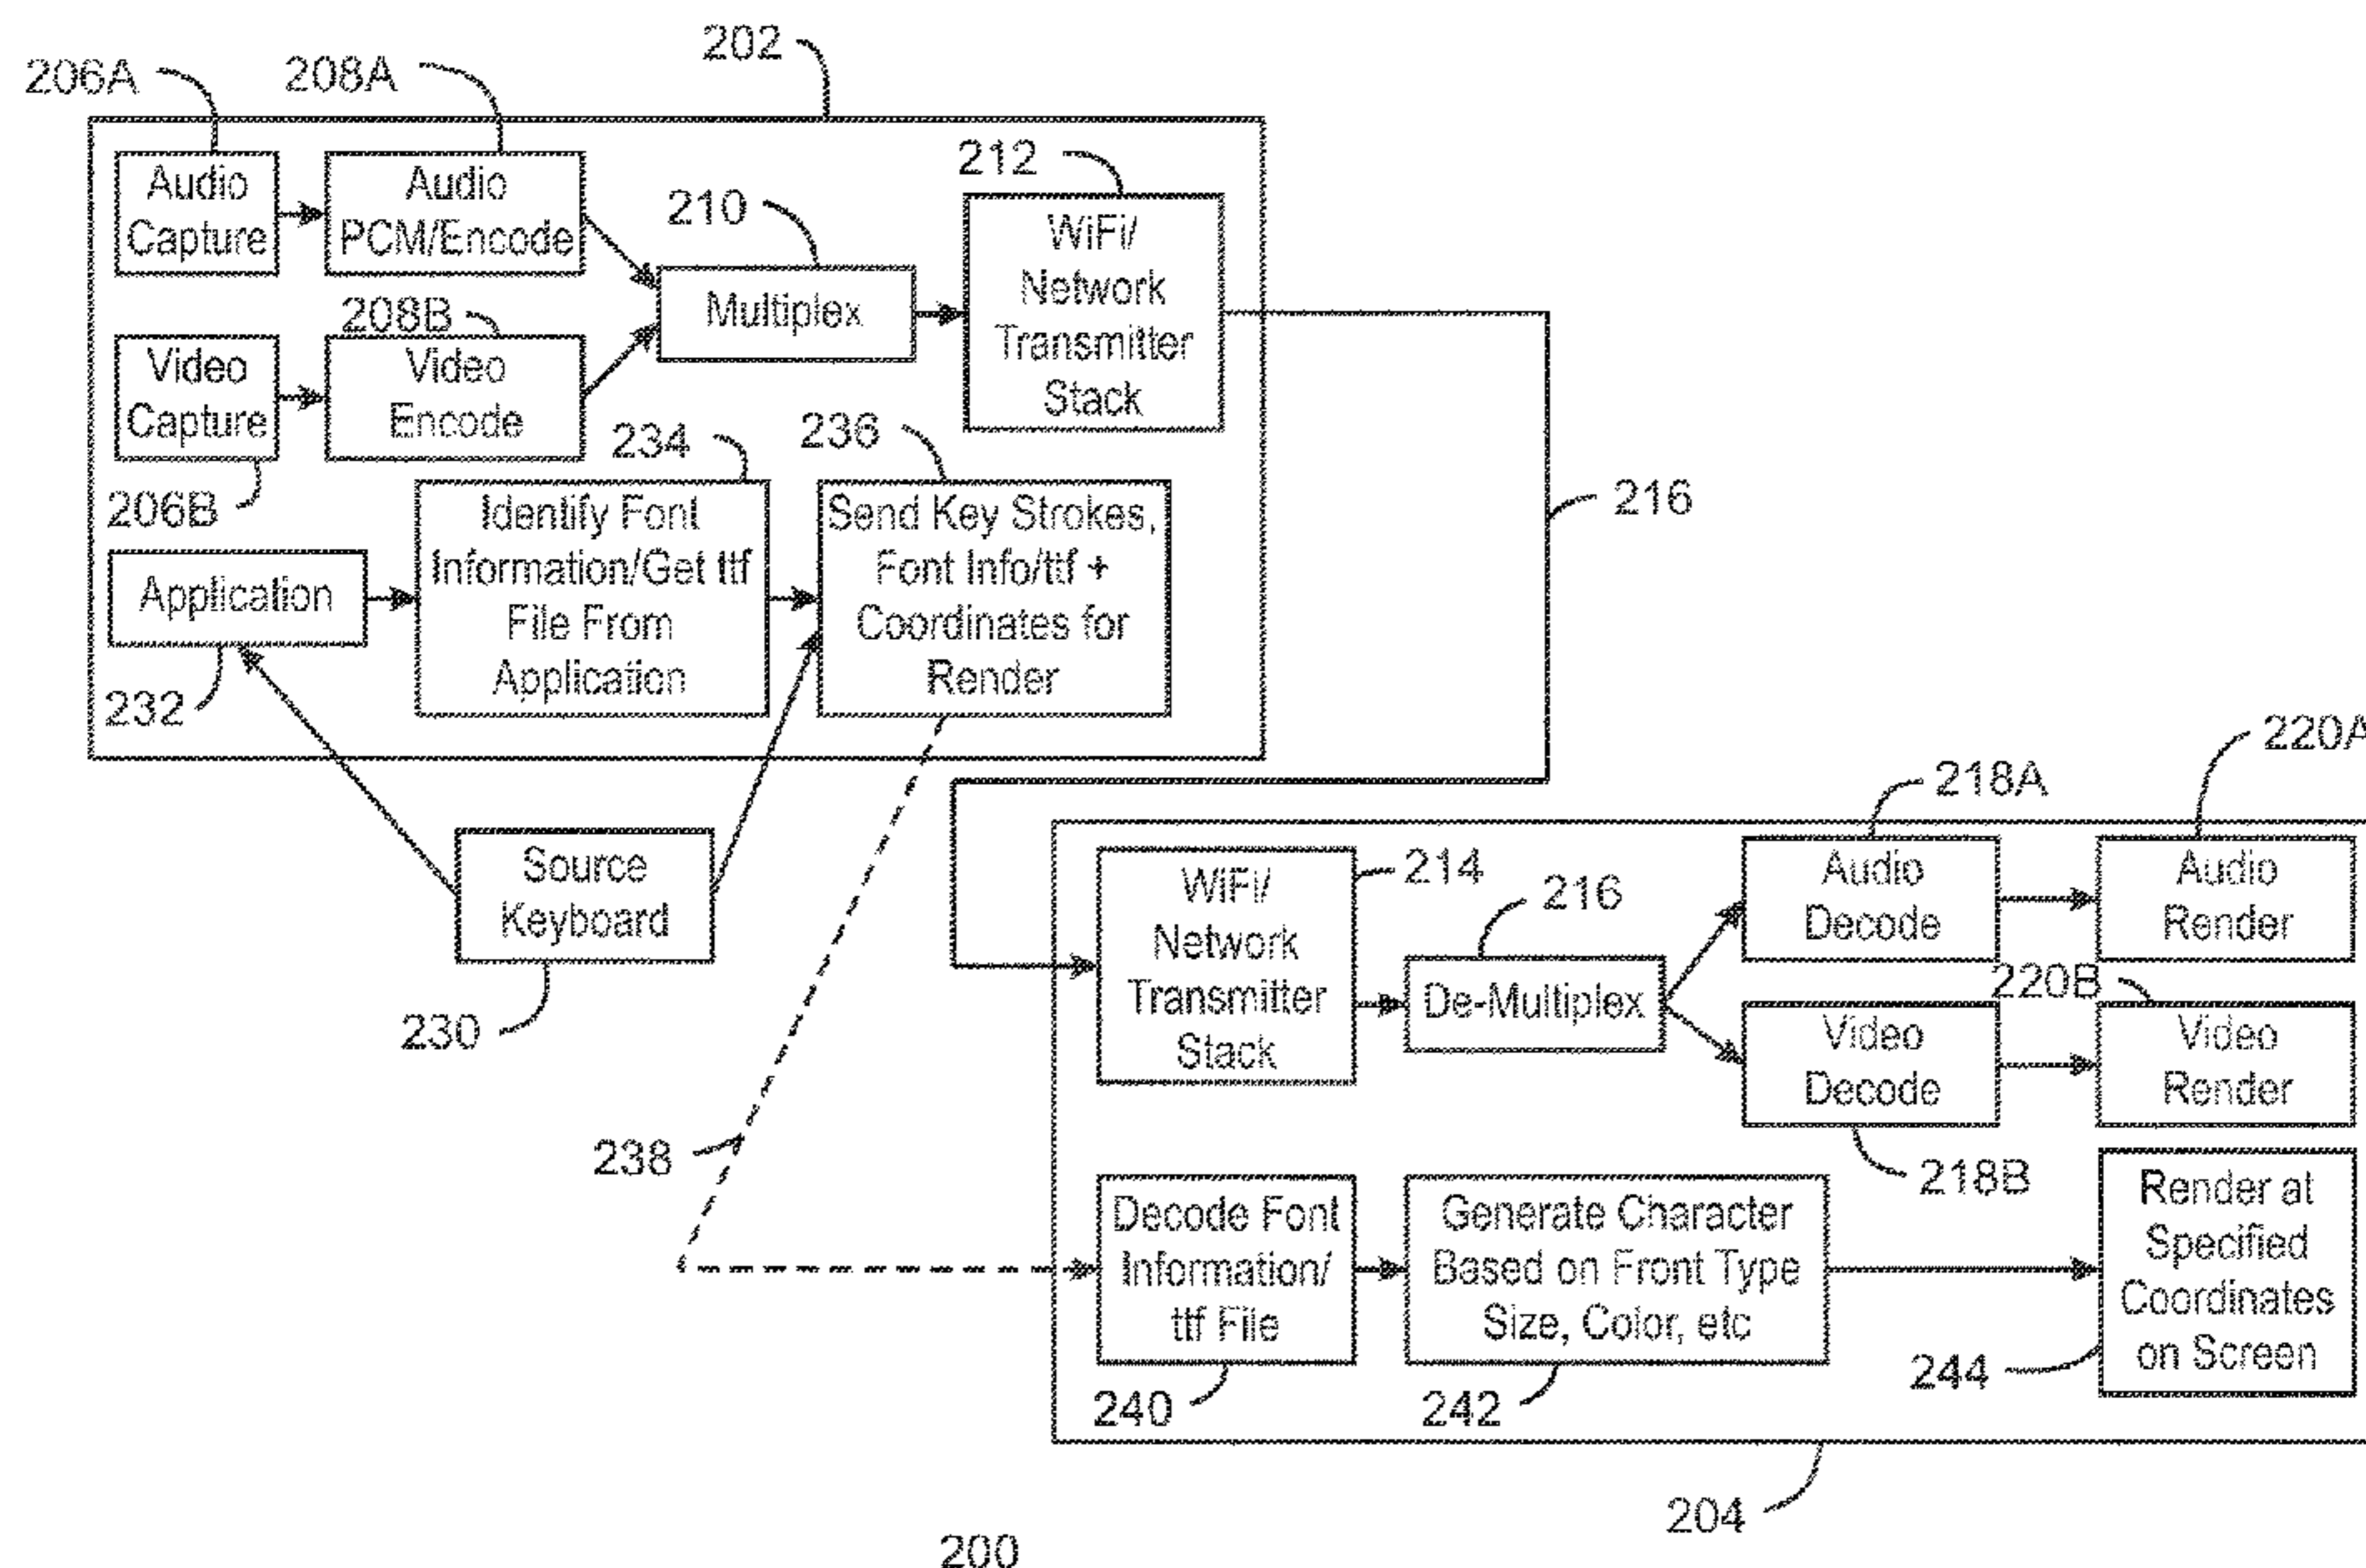 202
206A
208A
212
Audio
Capture
Audio
PCM/Encode
210
WiFi/
Network
Transmitter
Stack
Multiplex
208B
Video
Capture
Video
Encode
206B
234
236
216
Identify Font
Information/Get ttf
File From
Application
Send Key Strokes,
Font Info/ttf +
Coordinates for
Render
Application
232
Source
Keyboard
230
238
220A
218A
214
216
WiFi/
Network
Transmitter
Stack
De-Multiplex
Audio
Decode
Audio
Render
220B
Video
Decode
Video
Render
218B
Decode Font
Information/
ttf File
Generate Character
Based on Front Type
Size, Color, etc
Render at
Specified
Coordinates
on Screen
240
242
244
204
200